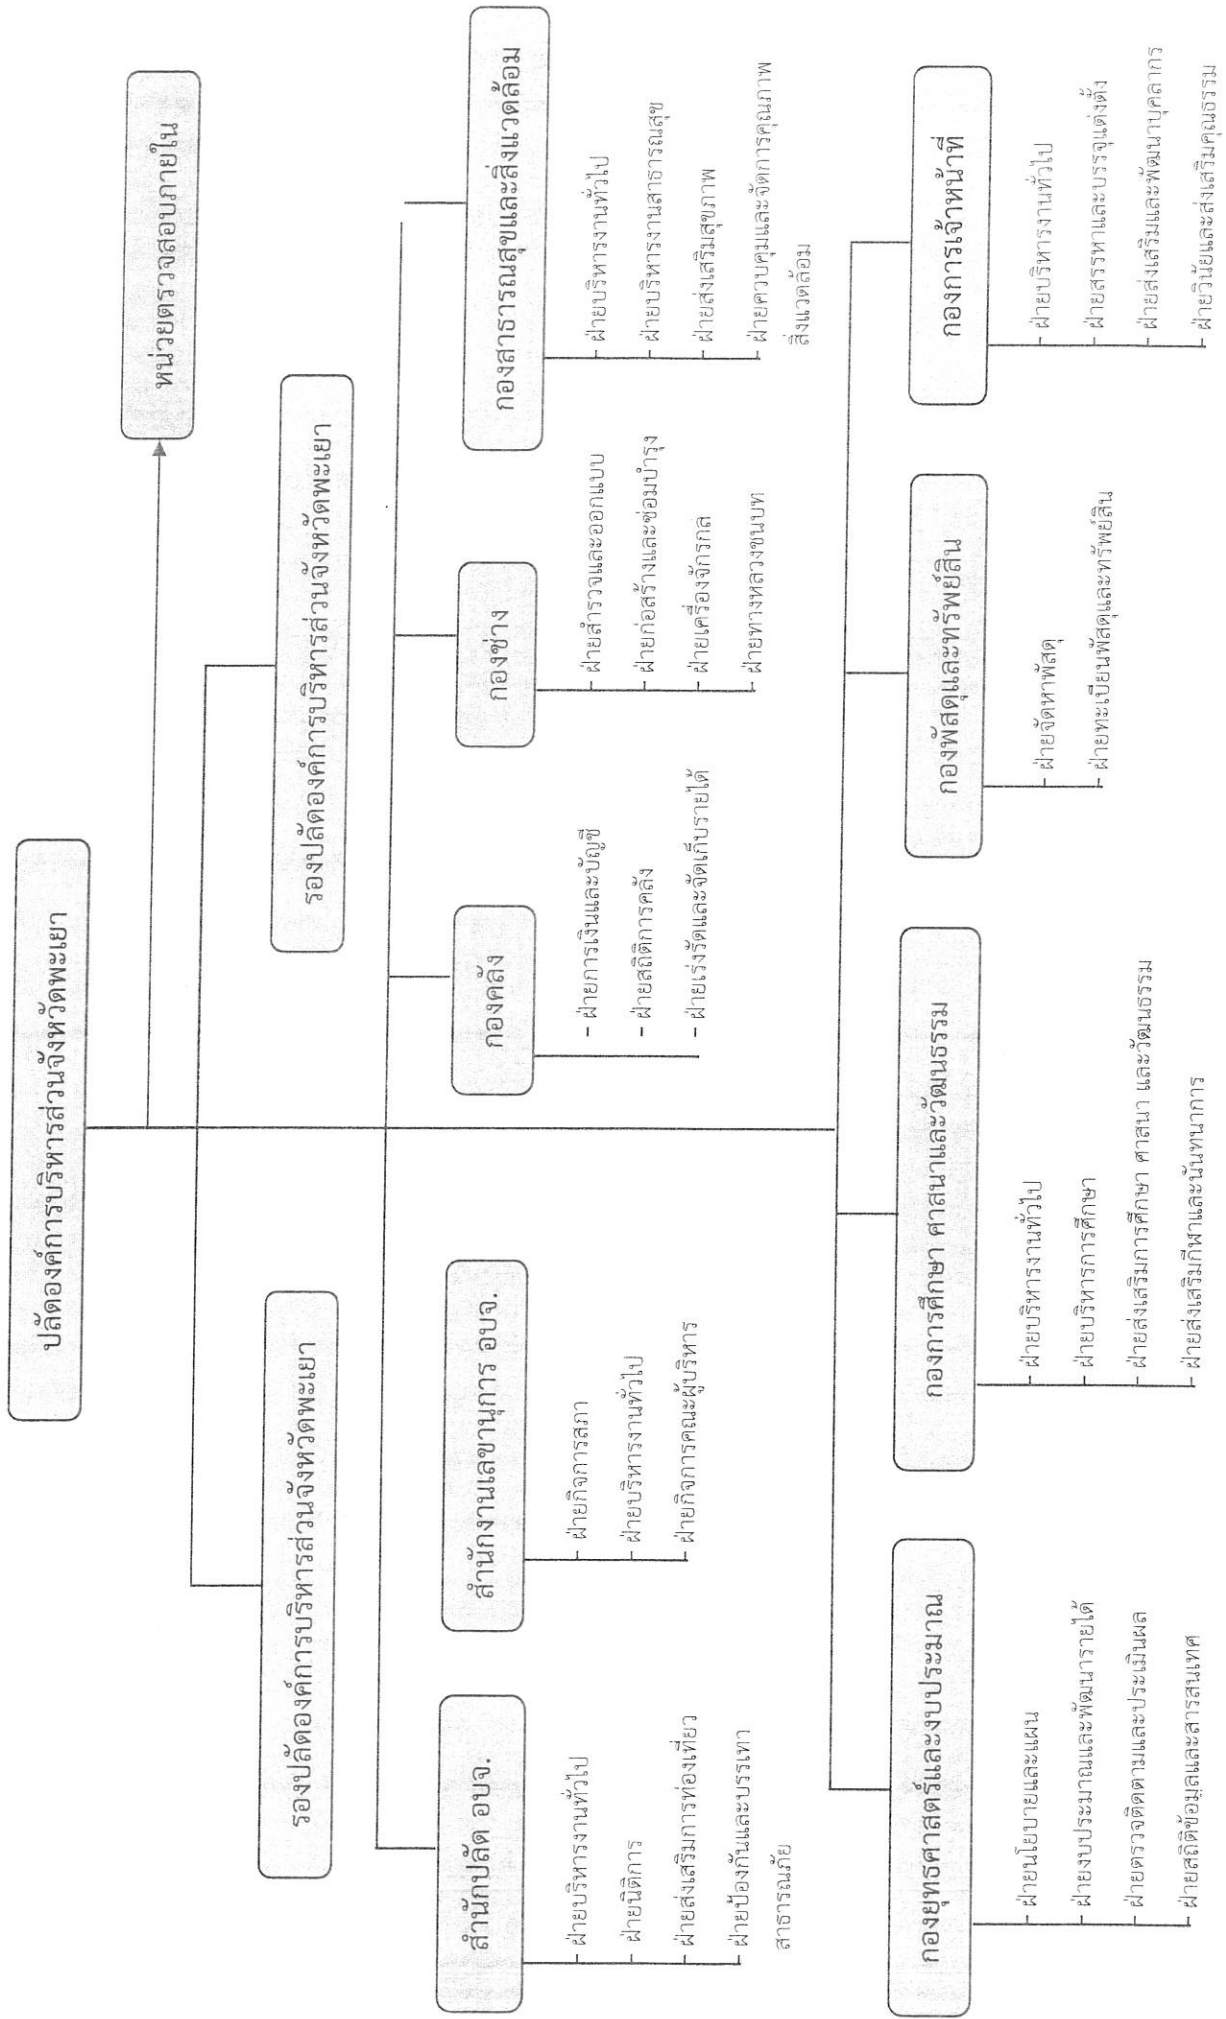 ปลัดองค์การบริหารส่วนจังหวัดพะเยา
หน่วยตรวจสอบภายใน
รองปลัดองค์การบริหารส่วนจังหวัดพะเยา
รองปลัดองค์การบริหารส่วนจังหวัดพะเยา
สำนักปลัด อบจ.
ฝ่ายบริหารงานทั่วไป
ฝ่ายนิติการ
ฝ่ายส่งเสริมการท่องเที่ยว
ฝ่ายป้องกันและบรรเทา
สาธารณภัย
สำนักงานเลขานุการ อบจ.
ฝ่ายกิจการสภา
ฝ่ายบริหารงานทั่วไป
ฝ่ายกิจการคณะผู้บริหาร
กองคลัง
- ฝ่ายการเงินและบัญชี
- ฝ่ายสถิติการคลัง
- ฝ่ายเร่งรัดและจัดเก็บรายได้
กองช่าง
ฝ่ายสำรวจและออกแบบ
ฝ่ายก่อสร้างและซ่อมบำรุง
ฝ่ายเครื่องจักรกล
ฝ่ายทางหลวงชนบท
กองสาธารณสุขและสิ่งแวดล้อม
ฝ่ายบริหารงานทั่วไป
ฝ่ายบริหารงานสาธารณสุข
ฝ่ายส่งเสริมสุขภาพ
ฝ่ายควบคุมและจัดการคุณภาพ
สิ่งแวดล้อม
กองยุทธศาสตร์และงบประมาณ
ฝ่ายนโยบายและแผน
ฝ่ายงบประมาณและพัฒนารายได้
ฝ่ายตรวจติดตามและประเมินผล
ฝ่ายสถิติข้อมูลและสารสนเทศ
กองการศึกษา ศาสนาและวัฒนธรรม
ฝ่ายบริหารงานทั่วไป
ฝ่ายบริหารการศึกษา
ฝ่ายส่งเสริมการศึกษา ศาสนา และวัฒนธรรม
ฝ่ายส่งเสริมกีฬาและนันทนาการ
กองพัสดุและทรัพย์สิน
ฝ่ายจัดหาพัสดุ
ฝ่ายทะเบียนพัสดุและทรัพย์สิน
กองการเจ้าหน้าที่
ฝ่ายบริหารงานทั่วไป
ฝ่ายสรรหาและบรรจุแต่งตั้ง
ฝ่ายส่งเสริมและพัฒนาบุคลากร
ฝ่ายวินัยและส่งเสริมคุณธรรม